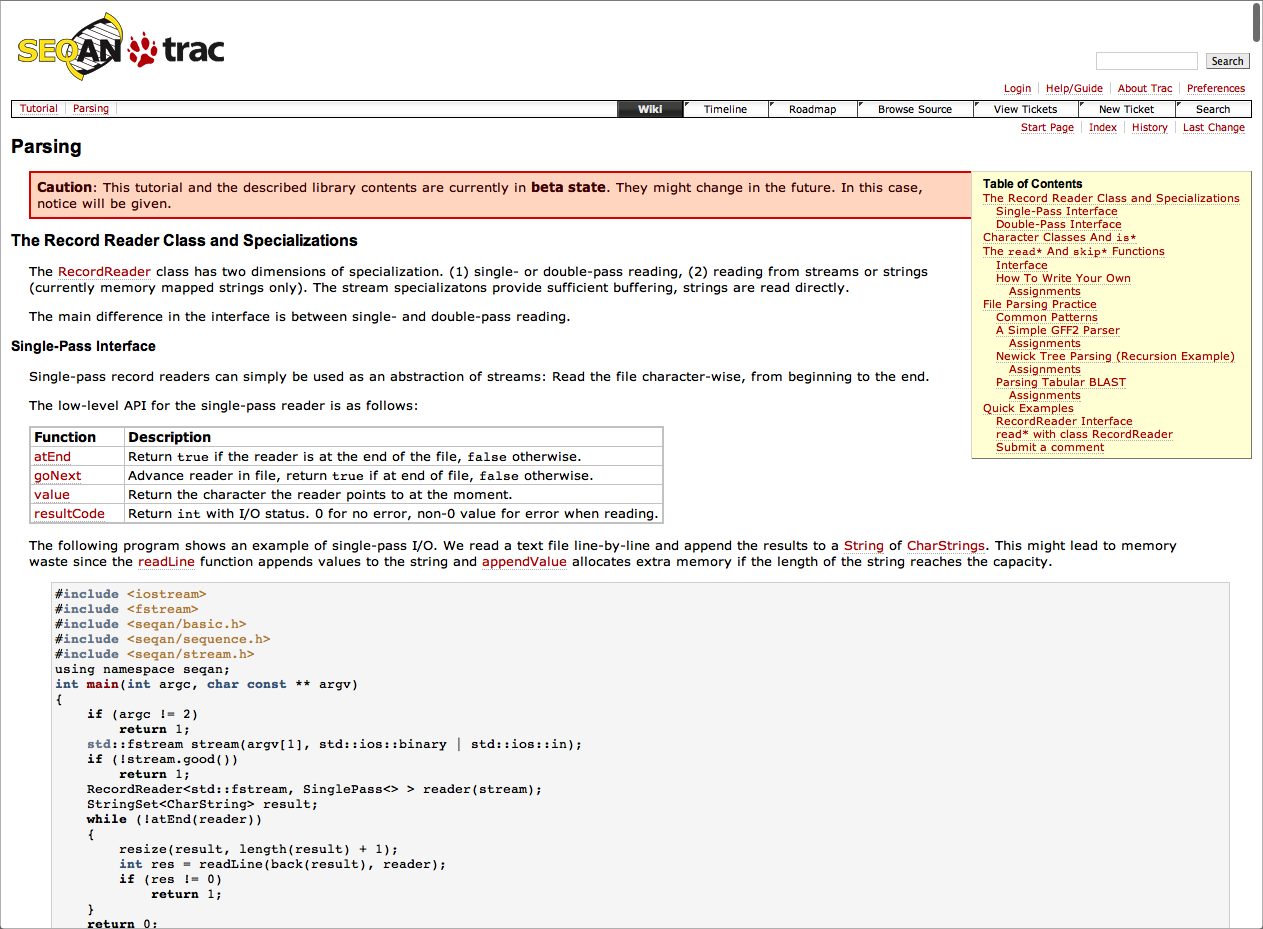 SEQAN trac
Search
Login Help/Guide About Trac Preferences
Tutorial Parsing Wiki Timeline Roadmap Browse Source View Tickets New Ticket Search
Start Page Index History Last Change
Parsing
Caution: This tutorial and the described library contents are currently in beta state. They might change in the future. In this case,
notice will be given.
Table of Contents
The Record Reader Class and Specializations
Single-Pass Interface
Double-Pass Interface
Character Classes And is*
The read* And skip* Functions
Interface
How To Write Your Own
Assignments
File Parsing Practice
Common Patterns
A Simple GFF2 Parser
Assignments
Newick Tree Parsing (Recursion Example)
Assignments
Parsing Tabular BLAST
Assignments
Quick Examples
RecordReader Interface
read* with class RecordReader
Submit a comment
The Record Reader Class and Specializations
The RecordReader class has two dimensions of specialization. (1) single- or double-pass reading, (2) reading from streams or strings
(currently memory mapped strings only). The stream specializatons provide sufficient buffering, strings are read directly.
The main difference in the interface is between single- and double-pass reading.
Single-Pass Interface
Single-pass record readers can simply be used as an abstraction of streams: Read the file character-wise, from beginning to the end.
The low-level API for the single-pass reader is as follows:
Function Description
atEnd Return true if the reader is at the end of the file, false otherwise.
goNext Advance reader in file, return true if at end of file, false otherwise.
value Return the character the reader points to at the moment.
resultCode Return int with I/O status. 0 for no error, non-0 value for error when reading.
The following program shows an example of single-pass I/O. We read a text file line-by-line and append the results to a String of CharStrings. This might lead to memory
waste since the readLine function appends values to the string and appendValue allocates extra memory if the length of the string reaches the capacity.
#include <iostream>
#include <fstream>
#include <seqan/basic.h>
#include <seqan/sequence.h>
#include <seqan/stream.h>
using namespace seqan;
int main(int argc, char const ** argv)
{
    if (argc != 2)
        return 1;
    std::fstream stream(argv[1], std::ios::binary | std::ios::in);
    if (!stream.good())
        return 1;
    RecordReader<std::fstream, SinglePass<> > reader(stream);
    StringSet<CharString> result;
    while (!atEnd(reader))
    {
        resize(result, length(result) + 1);
        int res = readLine(back(result), reader);
        if (res != 0)
            return 1;
    }
    return 0;